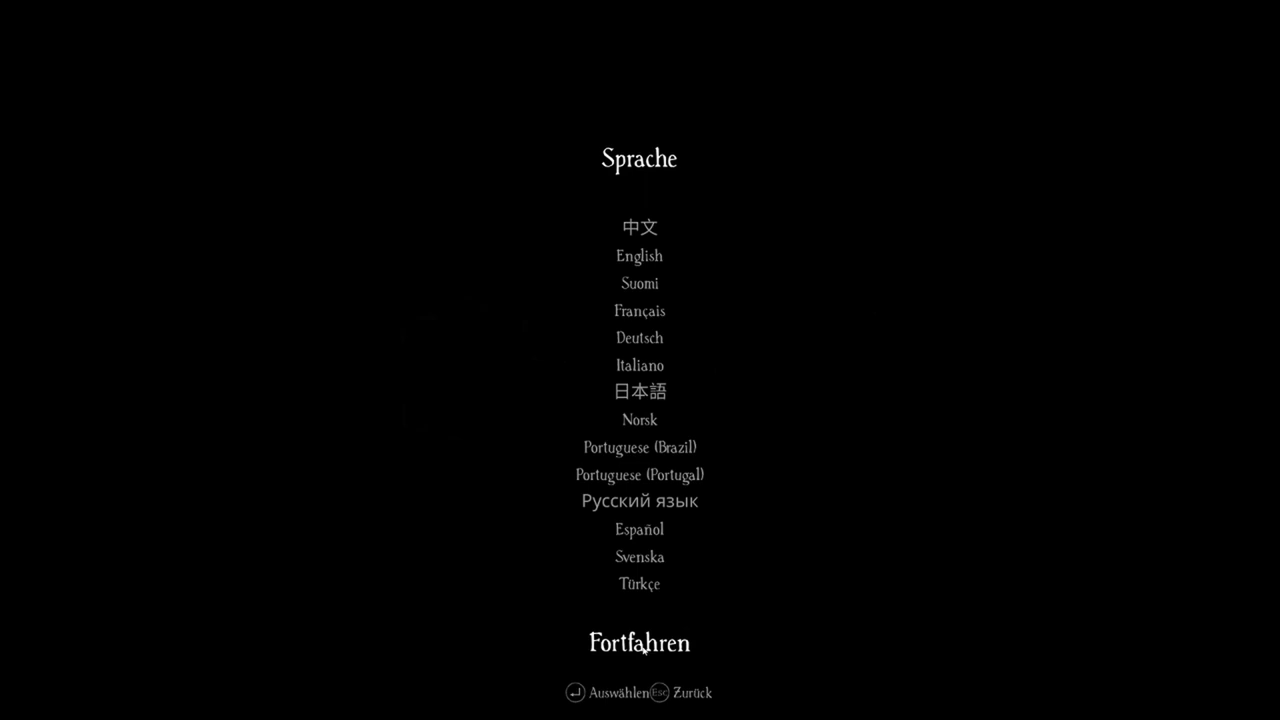 Sprache
中文
English
Suomi
Français
Deutsch
Italiano
日本語
Norsk
Portuguese (Brazil)
Portuguese (Portugal)
Русский язык
Español
Svenska
Türkçe
Fortfahren
Auswählen Esc Zurück